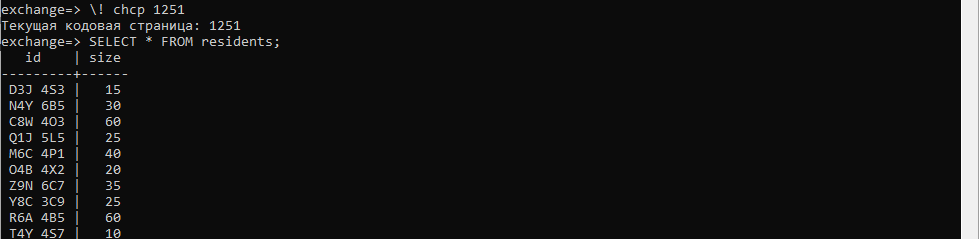 exchange=> \! chcp 1251
Текущая кодовая страница: 1251
exchange=> SELECT * FROM residents;
   id    | size
---------+------
 D3J 4S3 |   15
 N4Y 6B5 |   30
 C8W 4O3 |   60
 Q1J 5L5 |   25
 M6C 4P1 |   40
 O4B 4X2 |   20
 Z9N 6C7 |   35
 Y8C 3C9 |   25
 R6A 4B5 |   60
 T4Y 4S7 |   10